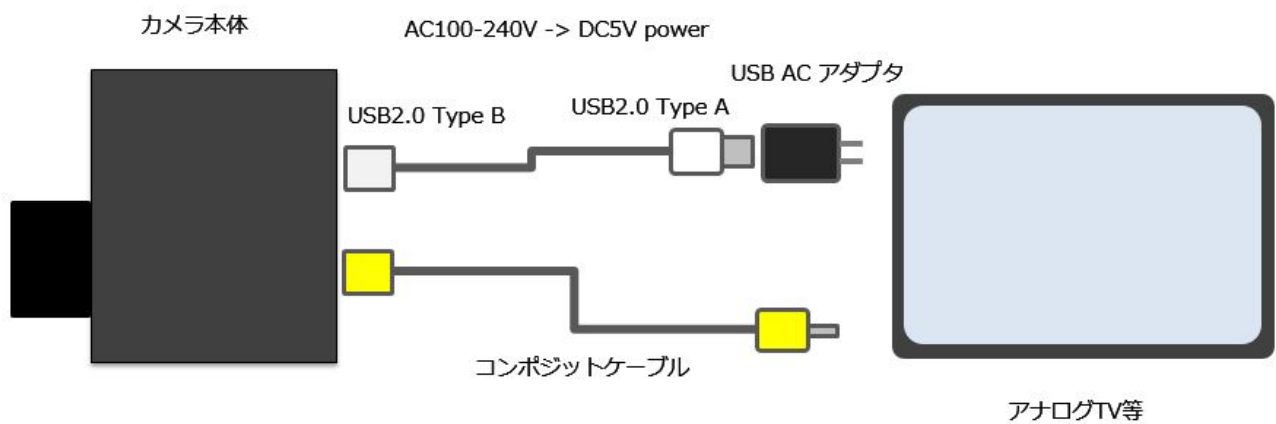 カメラ本体
AC100-240V -> DC5V power
USB AC アダプタ
USB2.0 Type B
USB2.0 Type A
コンポジットケーブル
アナログTV等